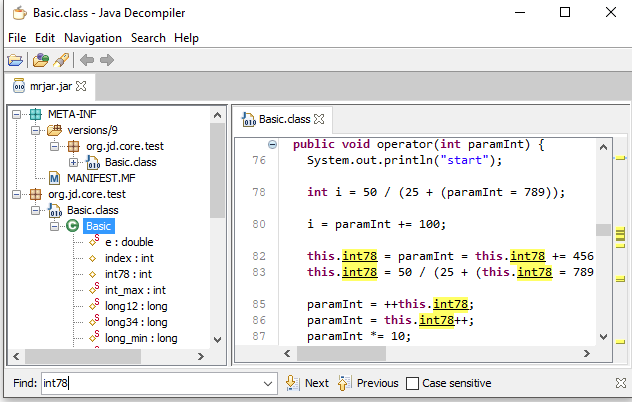 Basic.class - Java Decompiler
File Edit Navigation Search Help
mrjar.jar
META-INF
versions/9
org.jd.core.test
Basic.class
MANIFEST.MF
org.jd.core.test
Basic.class
Basic
e : double
index : int
int78 : int
int_max : int
long12 : long
long34 : long
long_min : long
Basic.class
public void operator(int paramInt) {
76 System.out.println("start");
78 int i = 50 / (25 + (paramInt = 789));
80 i = paramInt += 100;
82 this.int78 = paramInt = this.int78 += 456
83 this.int78 = 50 / (25 + (this.int78 = 789
85 paramInt = ++this.int78;
86 paramInt = this.int78++;
87 paramInt *= 10;
Find: int78 Next Previous Case sensitive